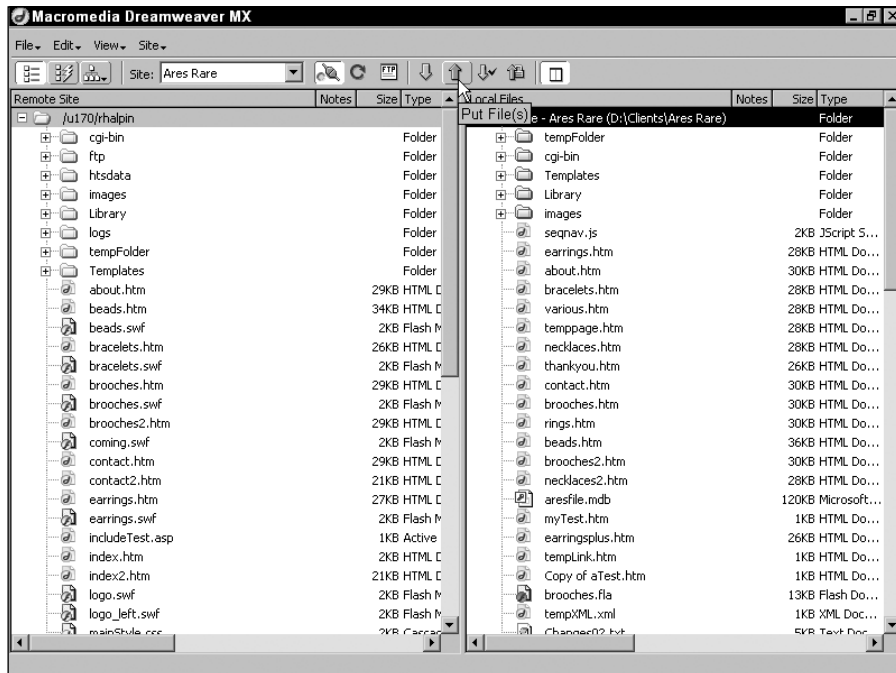 Macromedia Dreamweaver MX
File Edit View Site
Site: Ares Rare FTP
Remote Site Notes Size Type
/u170/rhalpin
cgi-bin Folder
ftp Folder
htsdata Folder
images Folder
Library Folder
logs Folder
tempFolder Folder
Templates Folder
about.htm 29KB HTML D
beads.htm 34KB HTML D
beads.swf 2KB Flash M
bracelets.htm 26KB HTML D
bracelets.swf 2KB Flash M
brooches.htm 29KB HTML D
brooches.swf 2KB Flash M
brooches2.htm 29KB HTML D
coming.swf 2KB Flash M
contact.htm 29KB HTML D
contact2.htm 21KB HTML D
earrings.htm 27KB HTML D
earrings.swf 2KB Flash M
includeTest.asp 1KB Active
index.htm 2KB HTML D
index2.htm 21KB HTML D
logo.swf 2KB Flash M
logo_left.swf 2KB Flash M
mainStyle.css 2KB Cascad
Local Files Notes Size Type
Put File(s)
e - Ares Rare (D:\Clients\Ares Rare) Folder
tempFolder Folder
cgi-bin Folder
Templates Folder
Library Folder
images Folder
seqnav.js 2KB JScript S...
earrings.htm 28KB HTML Do...
about.htm 30KB HTML Do...
bracelets.htm 28KB HTML Do...
various.htm 28KB HTML Do...
temppage.htm 28KB HTML Do...
necklaces.htm 28KB HTML Do...
thankyou.htm 26KB HTML Do...
contact.htm 30KB HTML Do...
brooches.htm 30KB HTML Do...
rings.htm 30KB HTML Do...
beads.htm 36KB HTML Do...
brooches2.htm 30KB HTML Do...
necklaces2.htm 28KB HTML Do...
aresfile.mdb 120KB Microsoft...
myTest.htm 1KB HTML Do...
earringsplus.htm 26KB HTML Do...
tempLink.htm 1KB HTML Do...
Copy of aTest.htm 1KB HTML Do...
brooches.fla 13KB Flash Do...
tempXML.xml 1KB XML Doc...
Changes02.txt 5KB Text Doc...